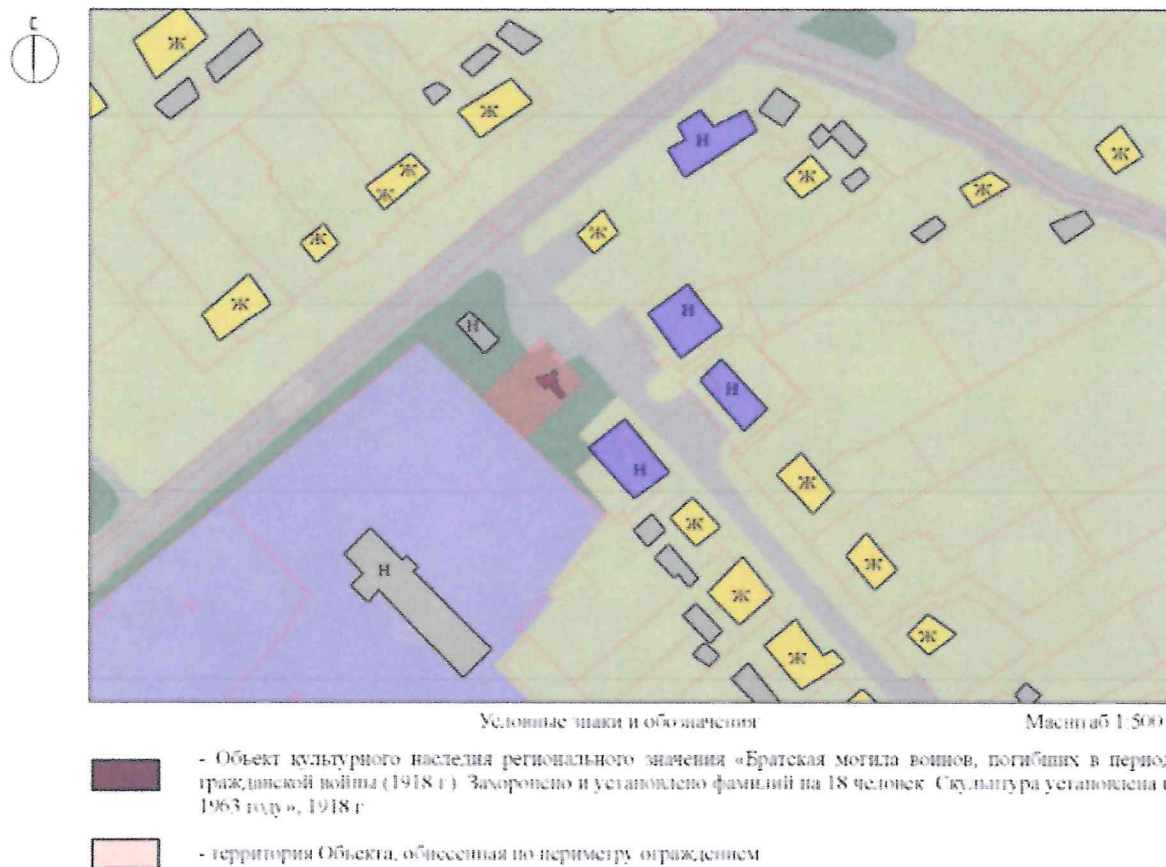 С
Ж
Ж
Н
Ж
Ж
Ж
Ж
Ж
Ж
Ж
Ж
Ж
Н
Н
Н
Н
Ж
Ж
Н
Ж
Ж
Ж
Ж
Условные знаки и обозначения Масштаб 1:500
- Объект культурного наследия регионального значения «Братская могила воинов, погибших в период
гражданской войны (1918 г.) Захоронено и установлено фамилий на 18 человек. Скульптура установлена в
1963 году», 1918 г
- территория Объекта, обнесенная по периметру ограждением